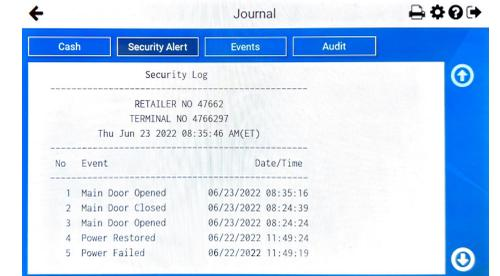 Journal
Cash Security Alert Events Audit
Security Log
RETAILER NO 47662
TERMINAL NO 4766297
Thu Jun 23 2022 08:35:46 AM(ET)
No Event Date/Time
1 Main Door Opened 06/23/2022 08:35:16
2 Main Door Closed 06/23/2022 08:24:39
3 Main Door Opened 06/23/2022 08:24:24
4 Power Restored 06/22/2022 11:49:24
5 Power Failed 06/22/2022 11:49:19